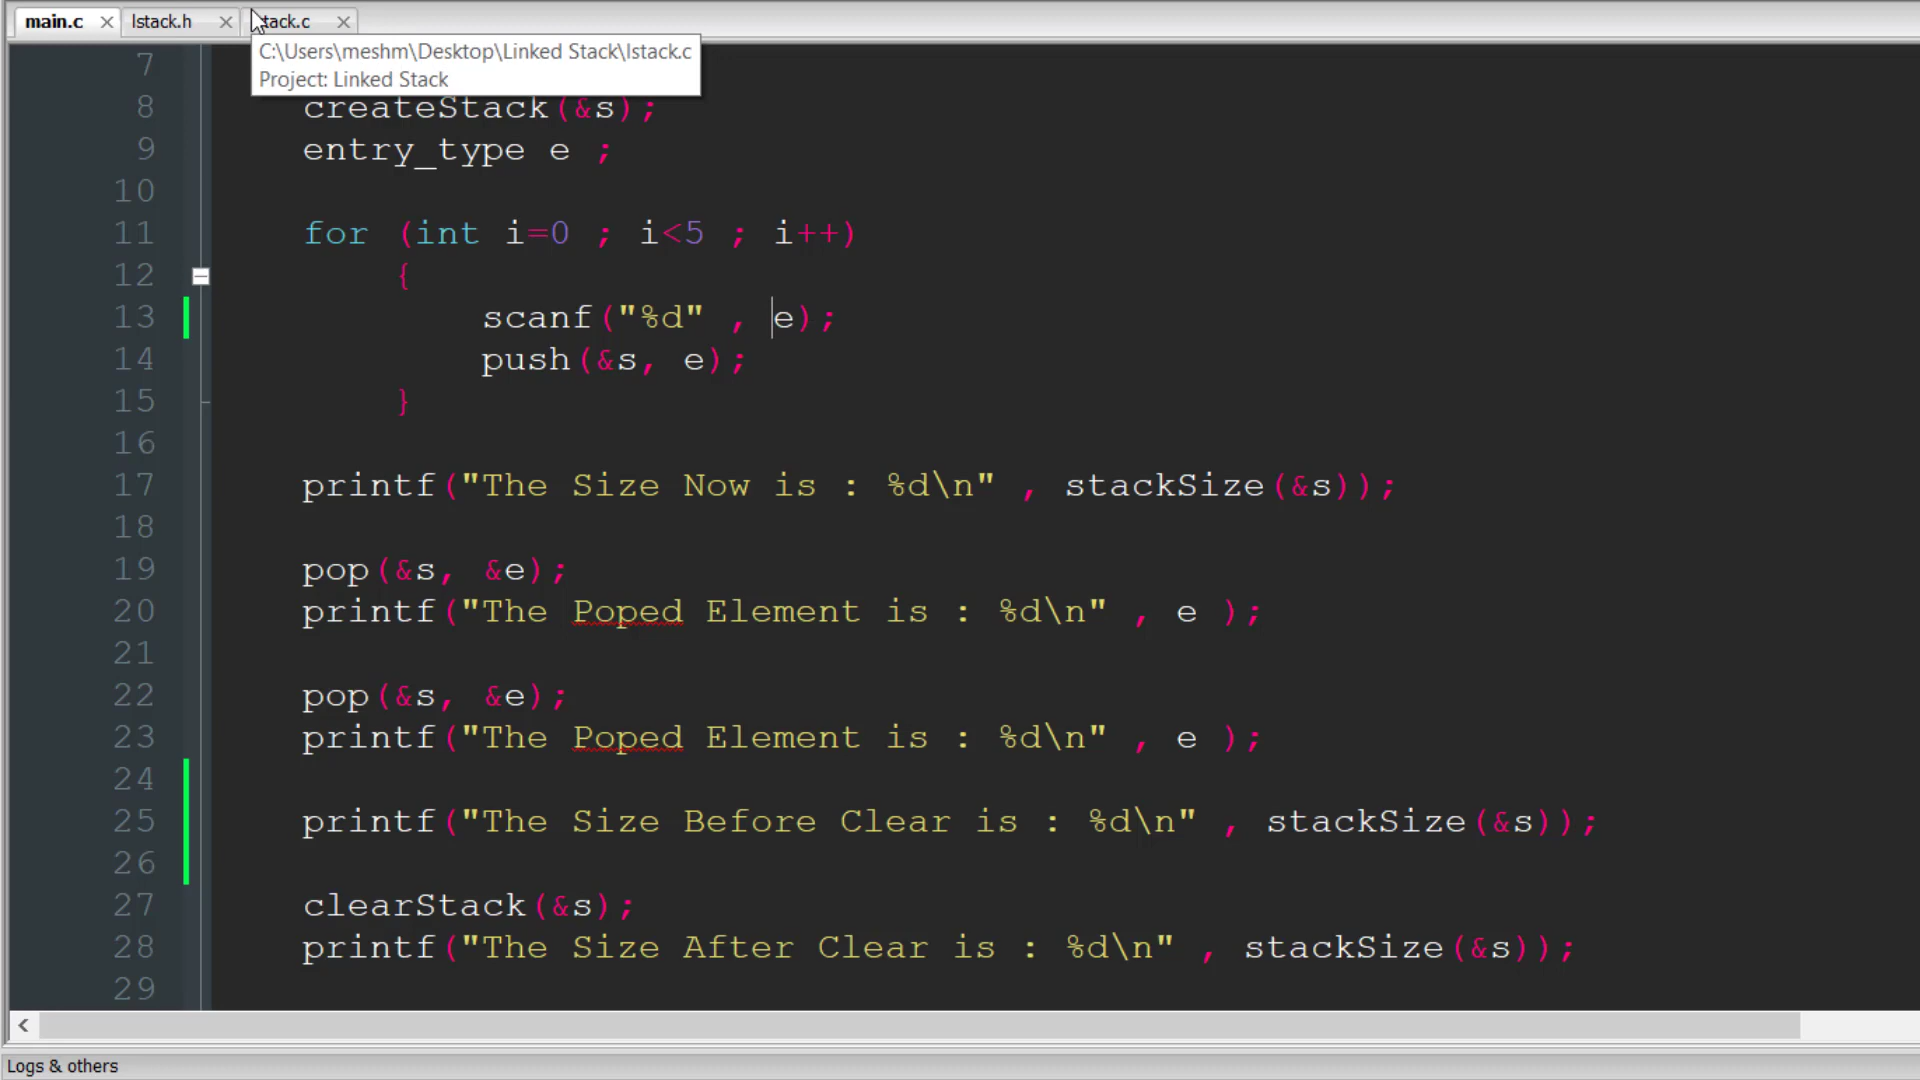 main.c
lstack.h
stack.c
C:\Users\meshm\Desktop\Linked Stack\lstack.c
Project: Linked Stack
7
8 createStack(&s);
9 entry_type e ;
10
11 for (int i=0 ; i<5 ; i++)
12 {
13 scanf("%d" , e);
14 push(&s, e);
15 }
16
17 printf("The Size Now is : %d\n" , stackSize(&s));
18
19 pop(&s, &e);
20 printf("The Poped Element is : %d\n" , e );
21
22 pop(&s, &e);
23 printf("The Poped Element is : %d\n" , e );
24
25 printf("The Size Before Clear is : %d\n" , stackSize(&s));
26
27 clearStack(&s);
28 printf("The Size After Clear is : %d\n" , stackSize(&s));
29
Logs & others